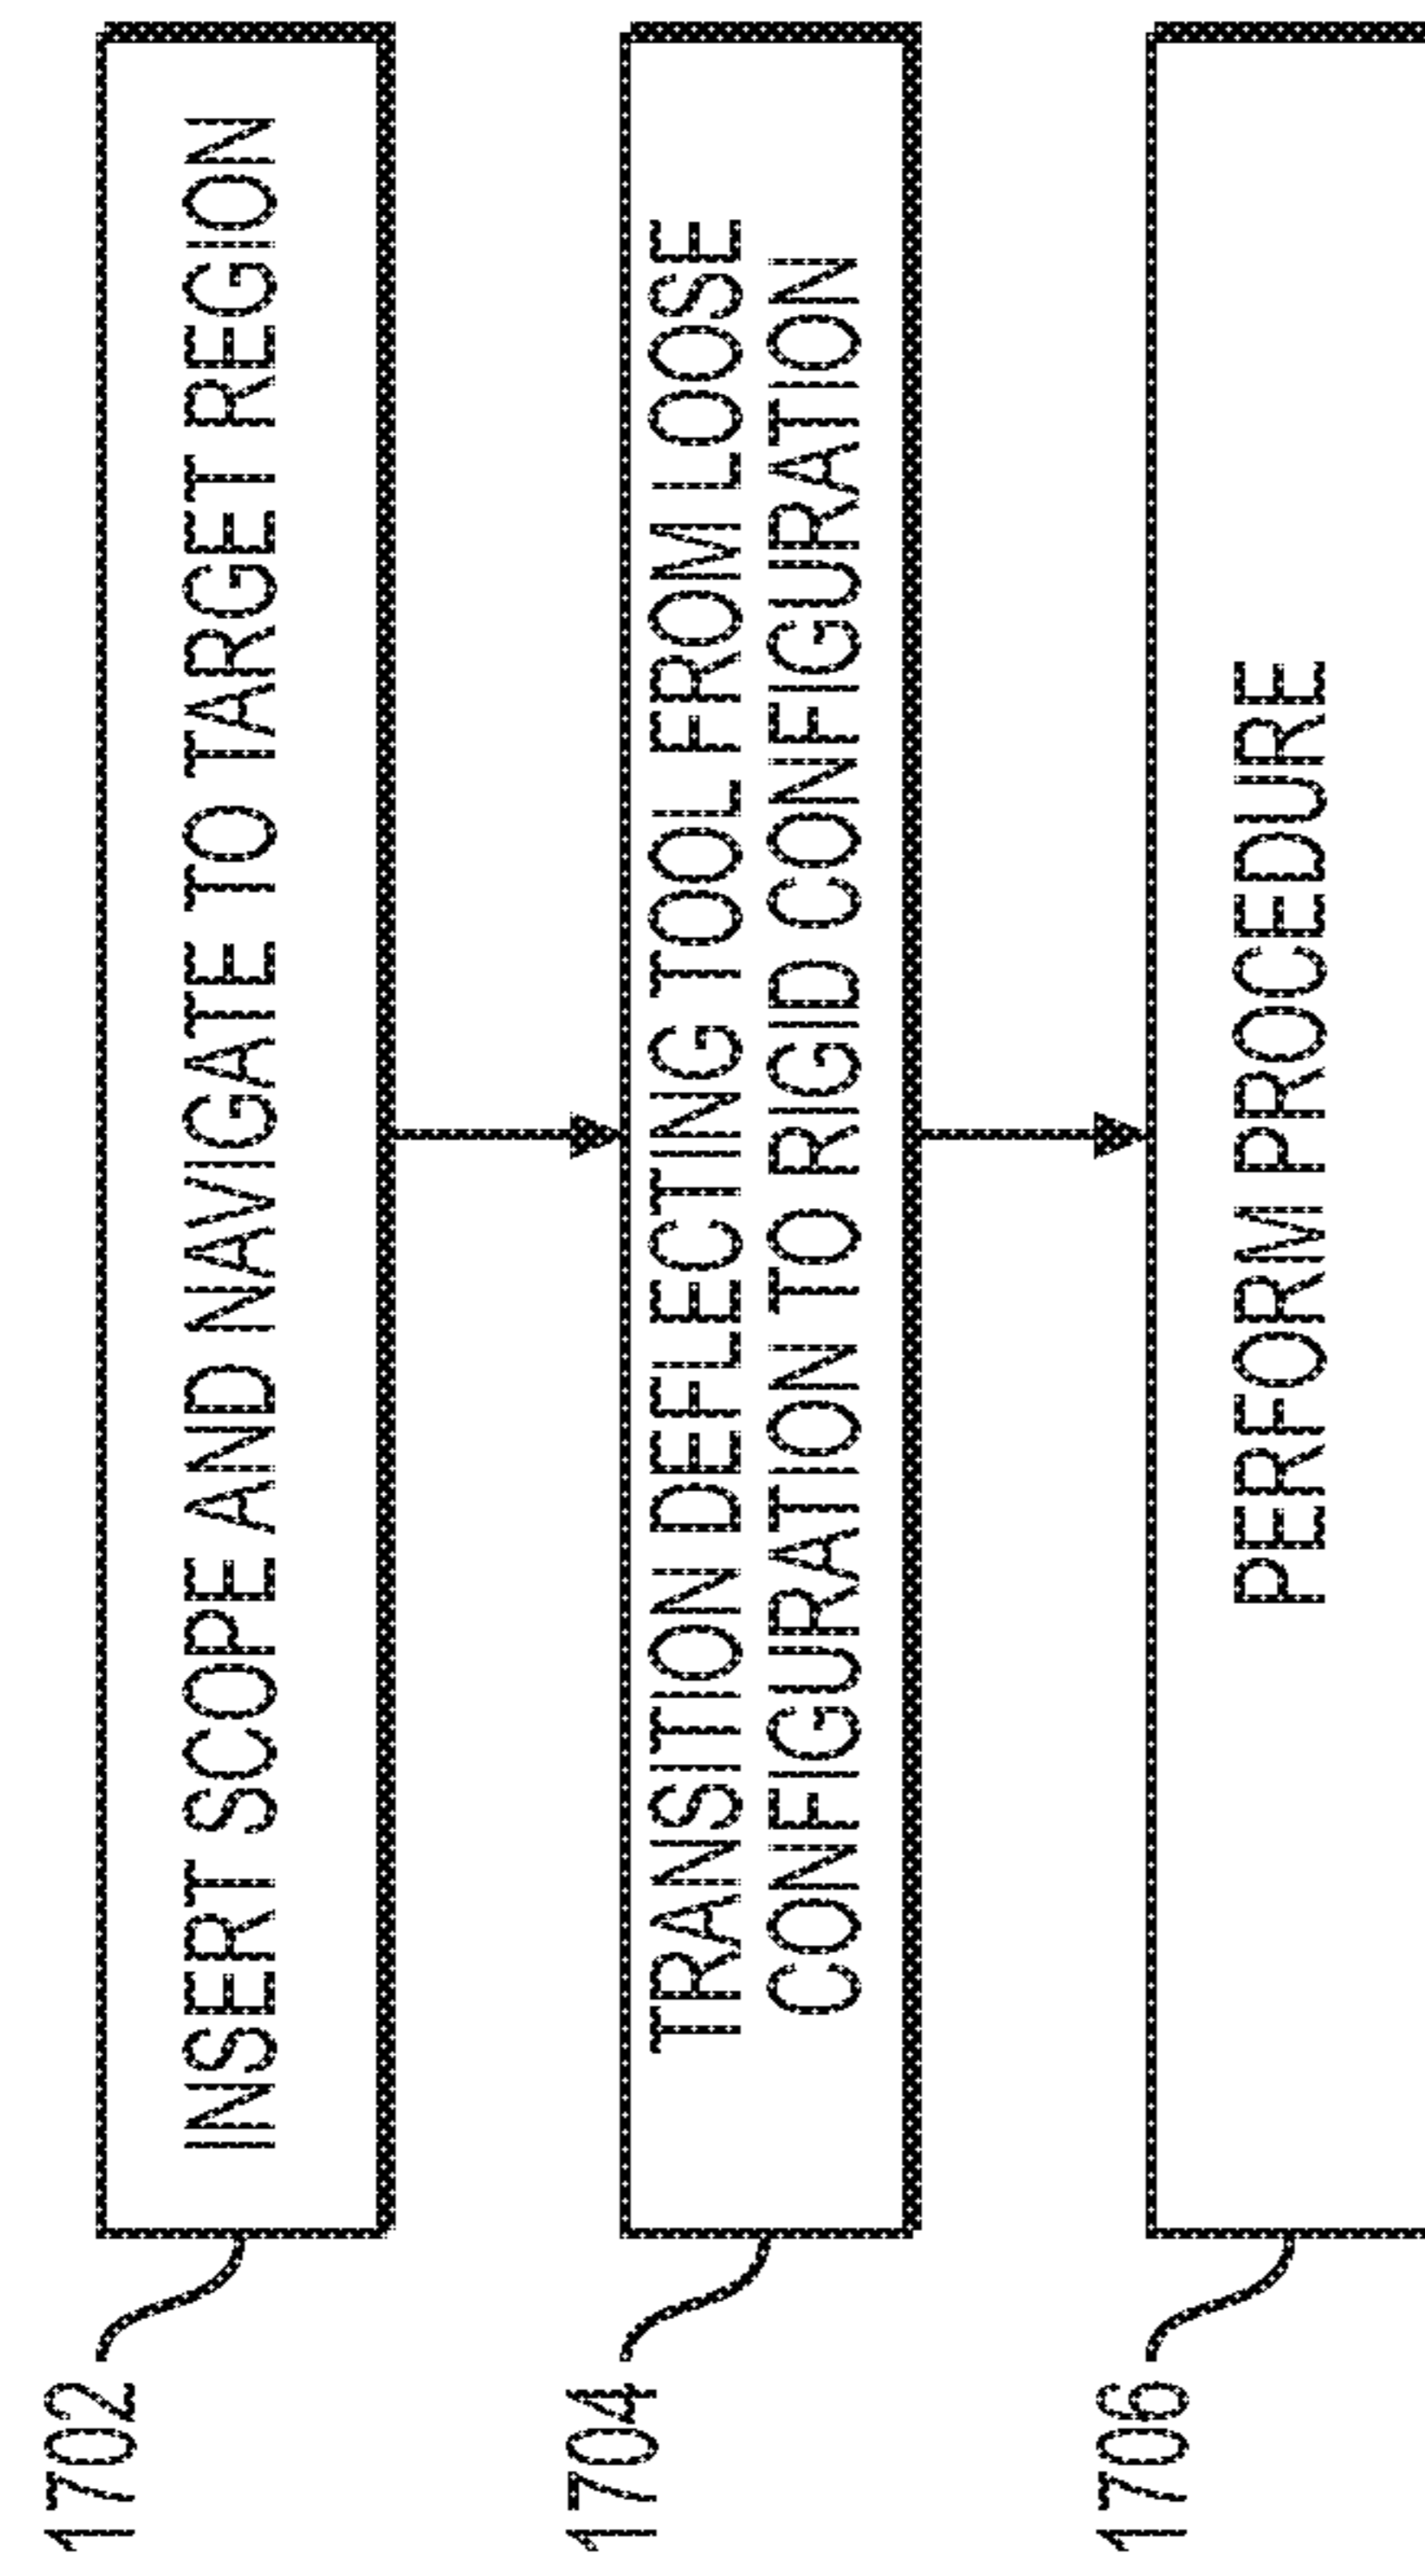 1702
INSERT SCOPE AND NAVIGATE TO TARGET REGION
1704
TRANSITION DEFLECTING TOOL FROM LOOSE
CONFIGURATION TO RIGID CONFIGURATION
1706
PERFORM PROCEDURE